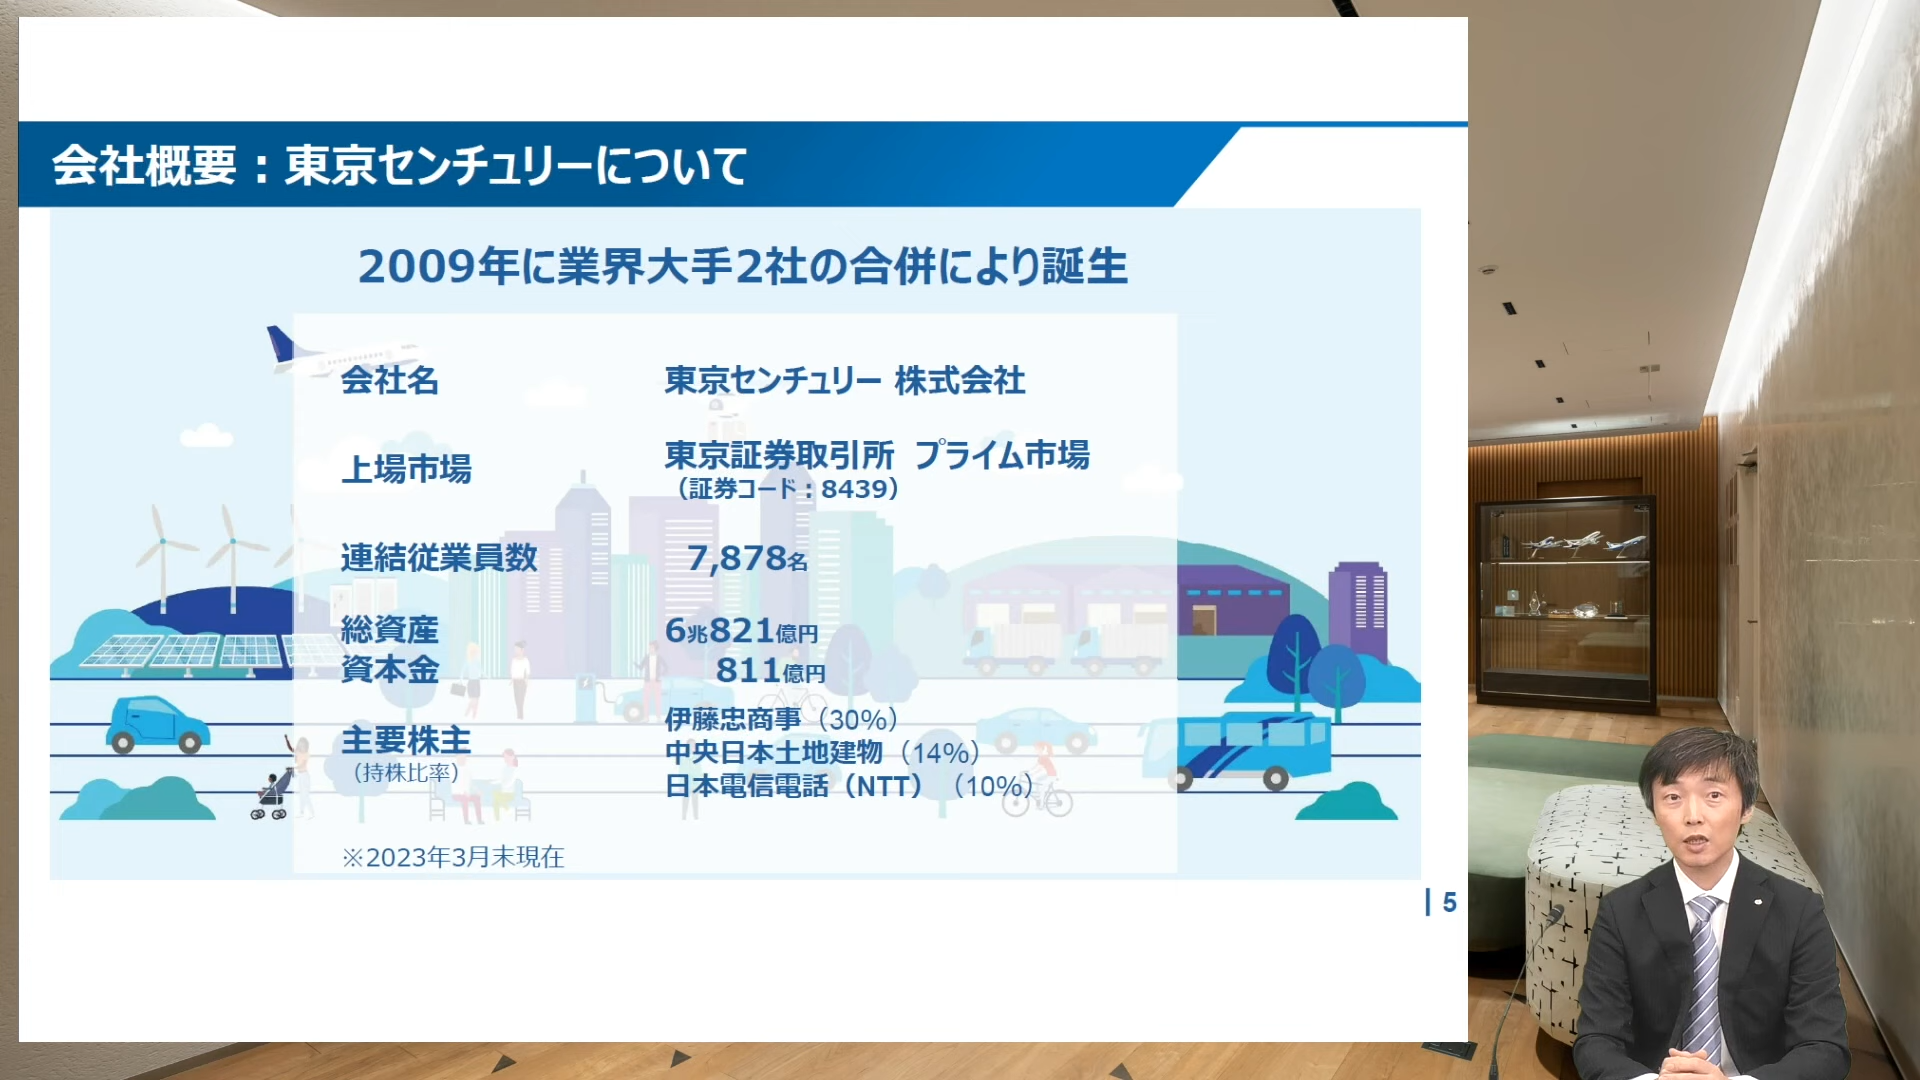 会社概要：東京センチュリーについて
2009年に業界大手2社の合併により誕生
会社名 東京センチュリー 株式会社
上場市場 東京証券取引所 プライム市場
（証券コード：8439）
連結従業員数 7,878名
総資産 6兆821億円
資本金 811億円
主要株主 伊藤忠商事（30%）
（持株比率） 中央日本土地建物（14%）
日本電信電話（NTT）（10%）
※2023年3月末現在
| 5